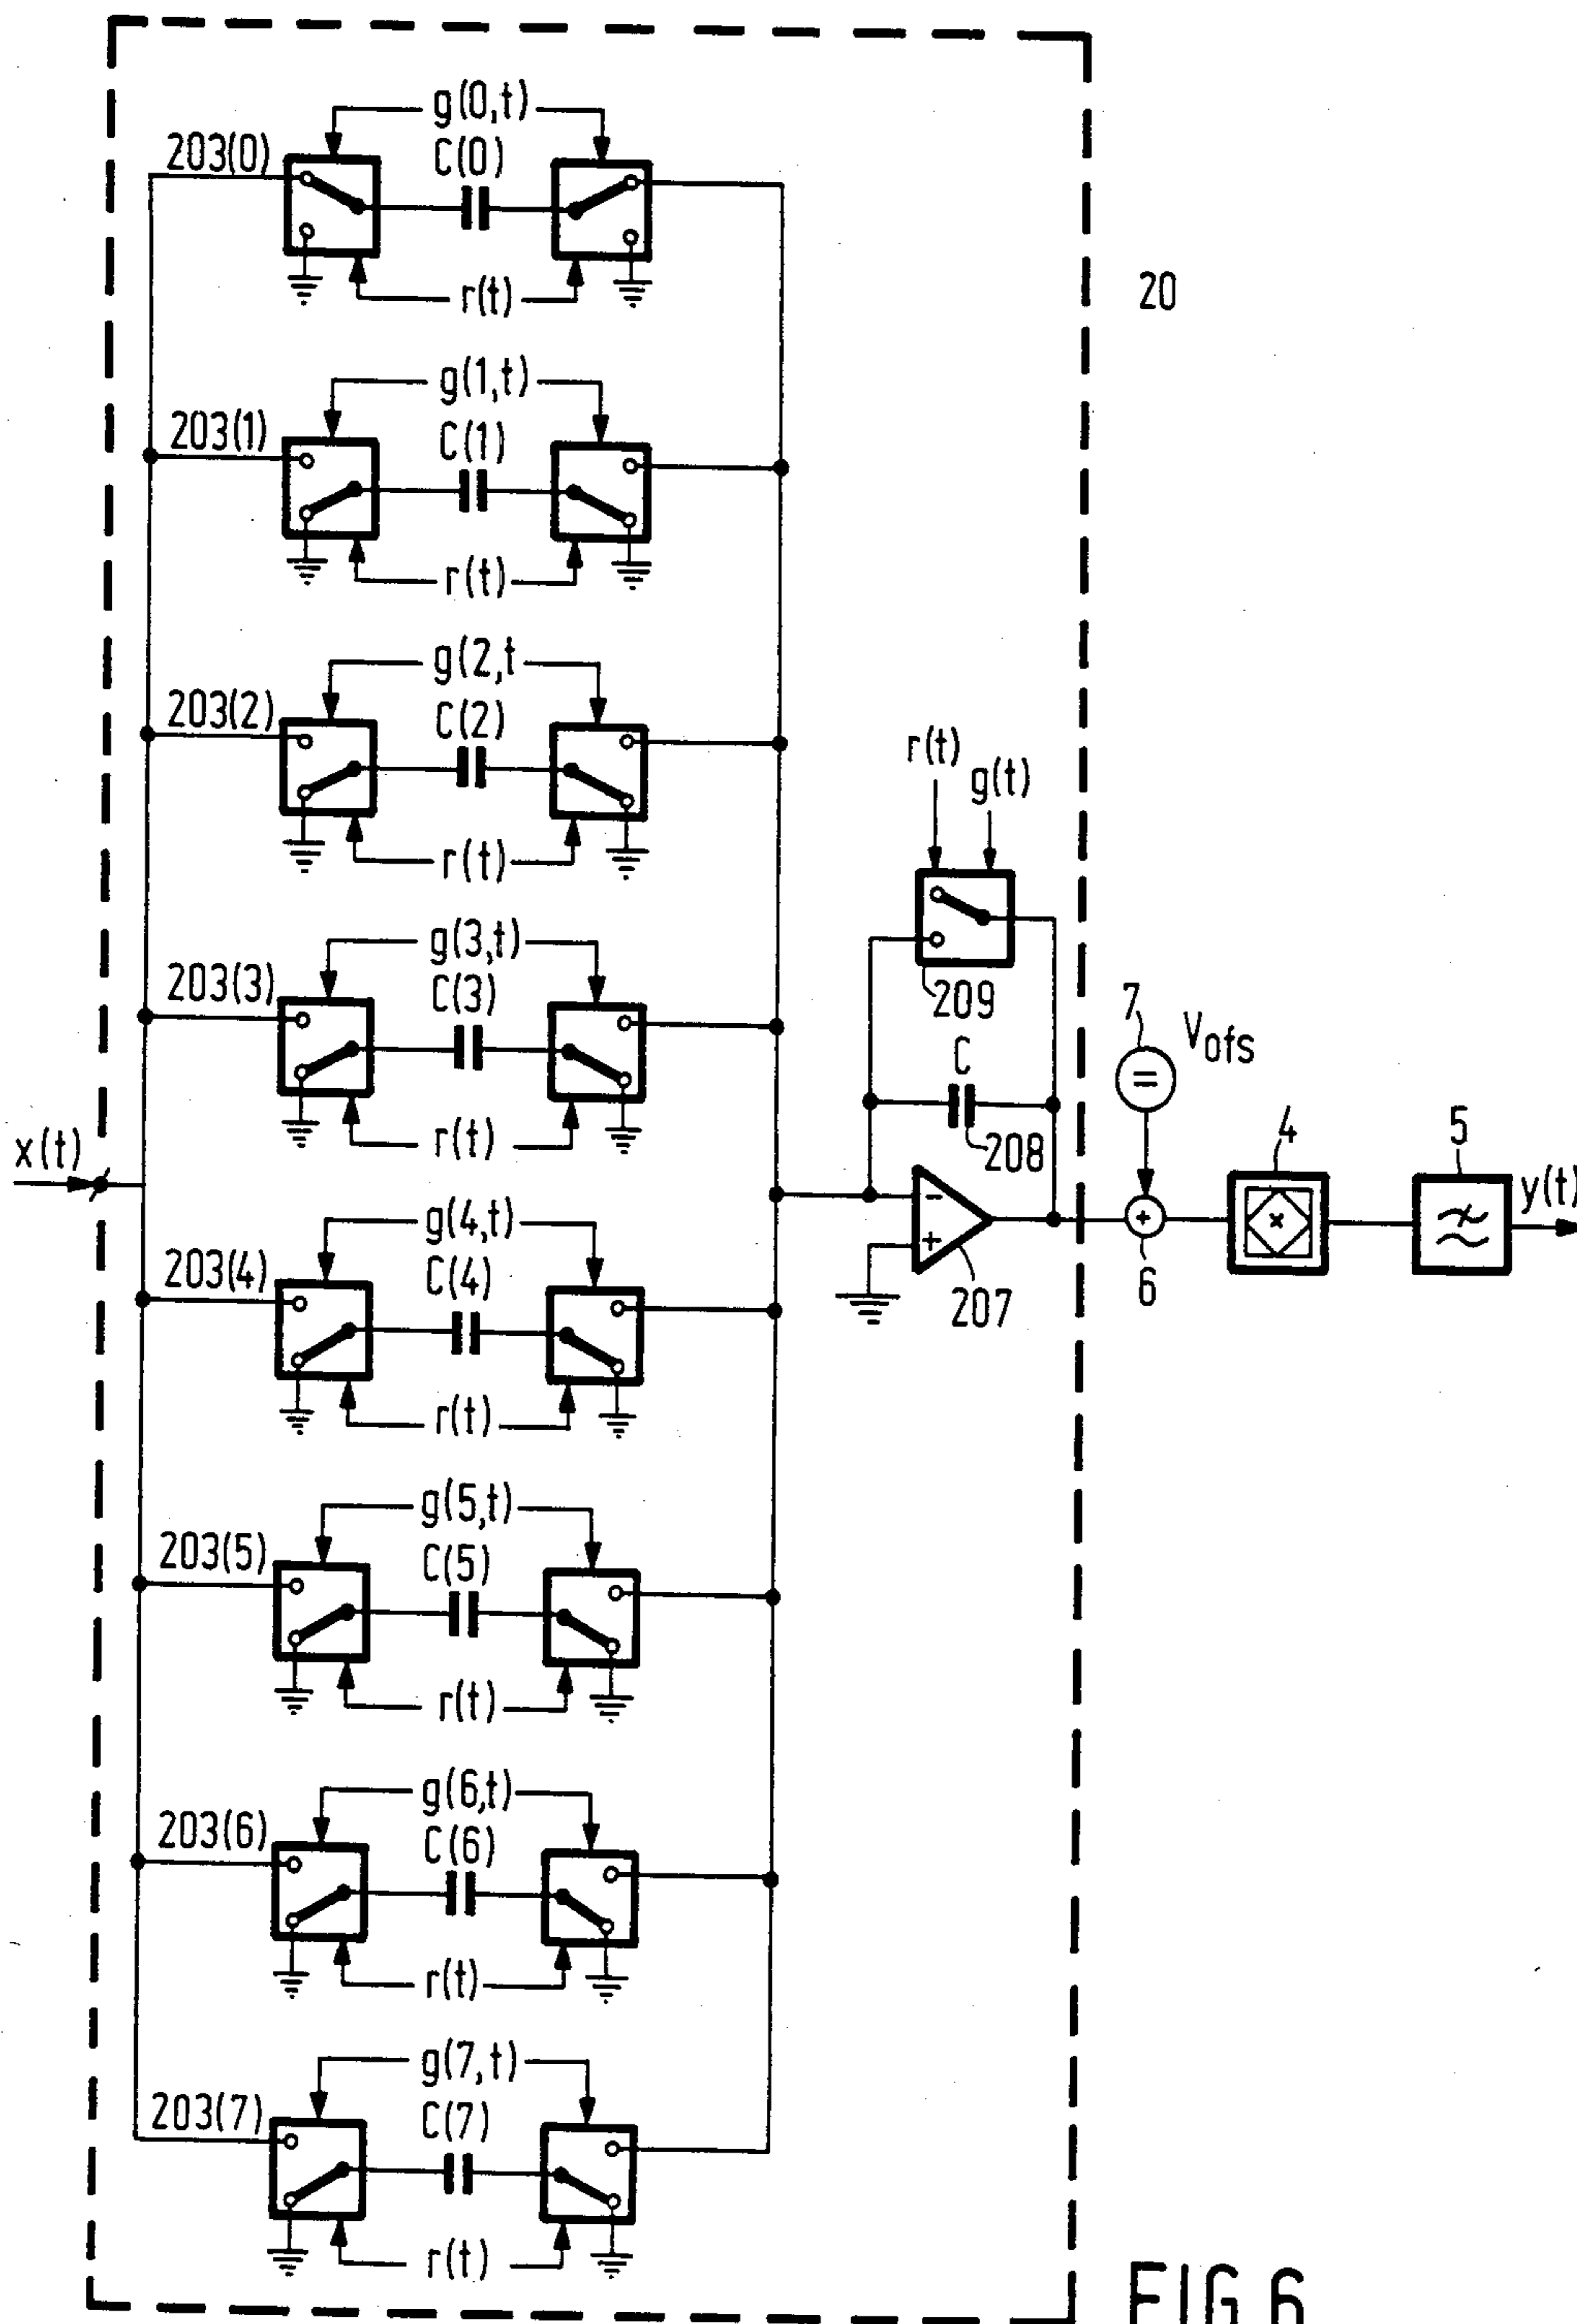 g(0,t)
203(0)
C(0)
r(t)
20
g(1,t)
203(1)
C(1)
r(t)
g(2,t
203(2)
C(2)
r(t)
r(t)
g(t)
g(3,t)
203(3)
C(3)
209
7
Vofs
C
=
r(t)
x(t)
208
4
5
y(t)
g(4,t)
203(4)
C(4)
-
+
+
x
207
6
r(t)
g(5,t)
203(5)
C(5)
r(t)
g(6,t)
203(6)
C(6)
r(t)
g(7,t)
203(7)
C(7)
r(t)
FIG.6